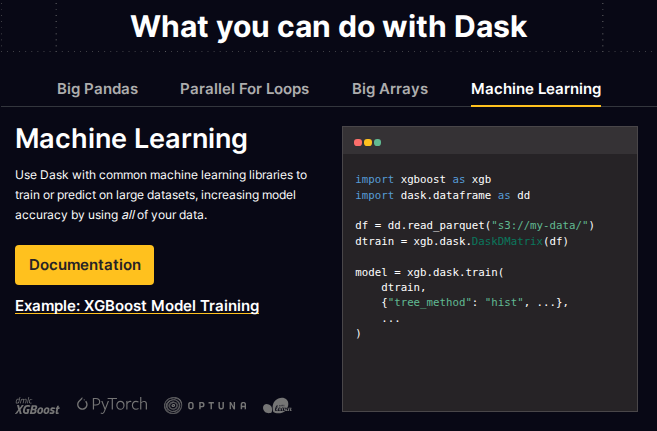 What you can do with Dask
Big Pandas
Parallel For Loops
Big Arrays
Machine Learning
Machine Learning
Use Dask with common machine learning libraries to
train or predict on large datasets, increasing model
accuracy by using all of your data.
Documentation
Example: XGBoost Model Training
dmlc
XGBoost
PyTorch
OPTUNA
import xgboost as xgb
import dask.dataframe as dd
df = dd.read_parquet("s3://my-data/")
dtrain = xgb.dask.DaskDMatrix(df)
model = xgb.dask.train(
    dtrain,
    {"tree_method": "hist", ...},
    ...
)